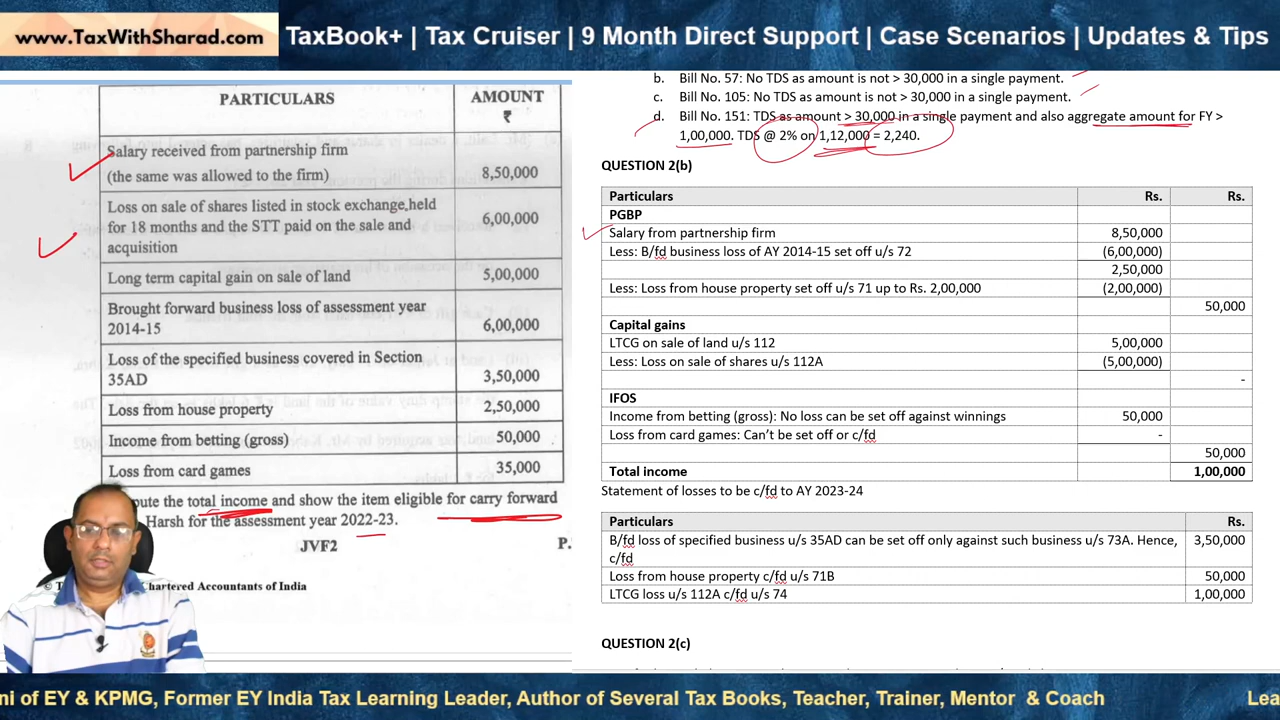 www.TaxWithSharad.com
TaxBook+ | Tax Cruiser | 9 Month Direct Support | Case Scenarios | Updates & Tips
PARTICULARS AMOUNT
₹
Salary received from partnership firm
(the same was allowed to the firm) 8,50,000
Loss on sale of shares listed in stock exchange,held
for 18 months and the STT paid on the sale and 6,00,000
acquisition
Long term capital gain on sale of land 5,00,000
Brought forward business loss of assessment year
2014-15 6,00,000
Loss of the specified business covered in Section
35AD 3,50,000
Loss from house property 2,50,000
Income from betting (gross) 50,000
Loss from card games 35,000
pute the total income and show the item eligible for carry forward
Harsh for the assessment year 2022-23.
JVF2 P.
© T hartered Accountants of India
b. Bill No. 57: No TDS as amount is not > 30,000 in a single payment.
c. Bill No. 105: No TDS as amount is not > 30,000 in a single payment.
d. Bill No. 151: TDS as amount > 30,000 in a single payment and also aggregate amount for FY >
1,00,000. TDS @ 2% on 1,12,000 = 2,240.
QUESTION 2(b)
Particulars Rs. Rs.
PGBP
Salary from partnership firm 8,50,000
Less: B/fd business loss of AY 2014-15 set off u/s 72 (6,00,000)
2,50,000
Less: Loss from house property set off u/s 71 up to Rs. 2,00,000 (2,00,000)
50,000
Capital gains
LTCG on sale of land u/s 112 5,00,000
Less: Loss on sale of shares u/s 112A (5,00,000)
-
IFOS
Income from betting (gross): No loss can be set off against winnings 50,000
Loss from card games: Can’t be set off or c/fd -
50,000
Total income 1,00,000
Statement of losses to be c/fd to AY 2023-24
Particulars Rs.
B/fd loss of specified business u/s 35AD can be set off only against such business u/s 73A. Hence, 3,50,000
c/fd
Loss from house property c/fd u/s 71B 50,000
LTCG loss u/s 112A c/fd u/s 74 1,00,000
QUESTION 2(c)
ni of EY & KPMG, Former EY India Tax Learning Leader, Author of Several Tax Books, Teacher, Trainer, Mentor & Coach Lea